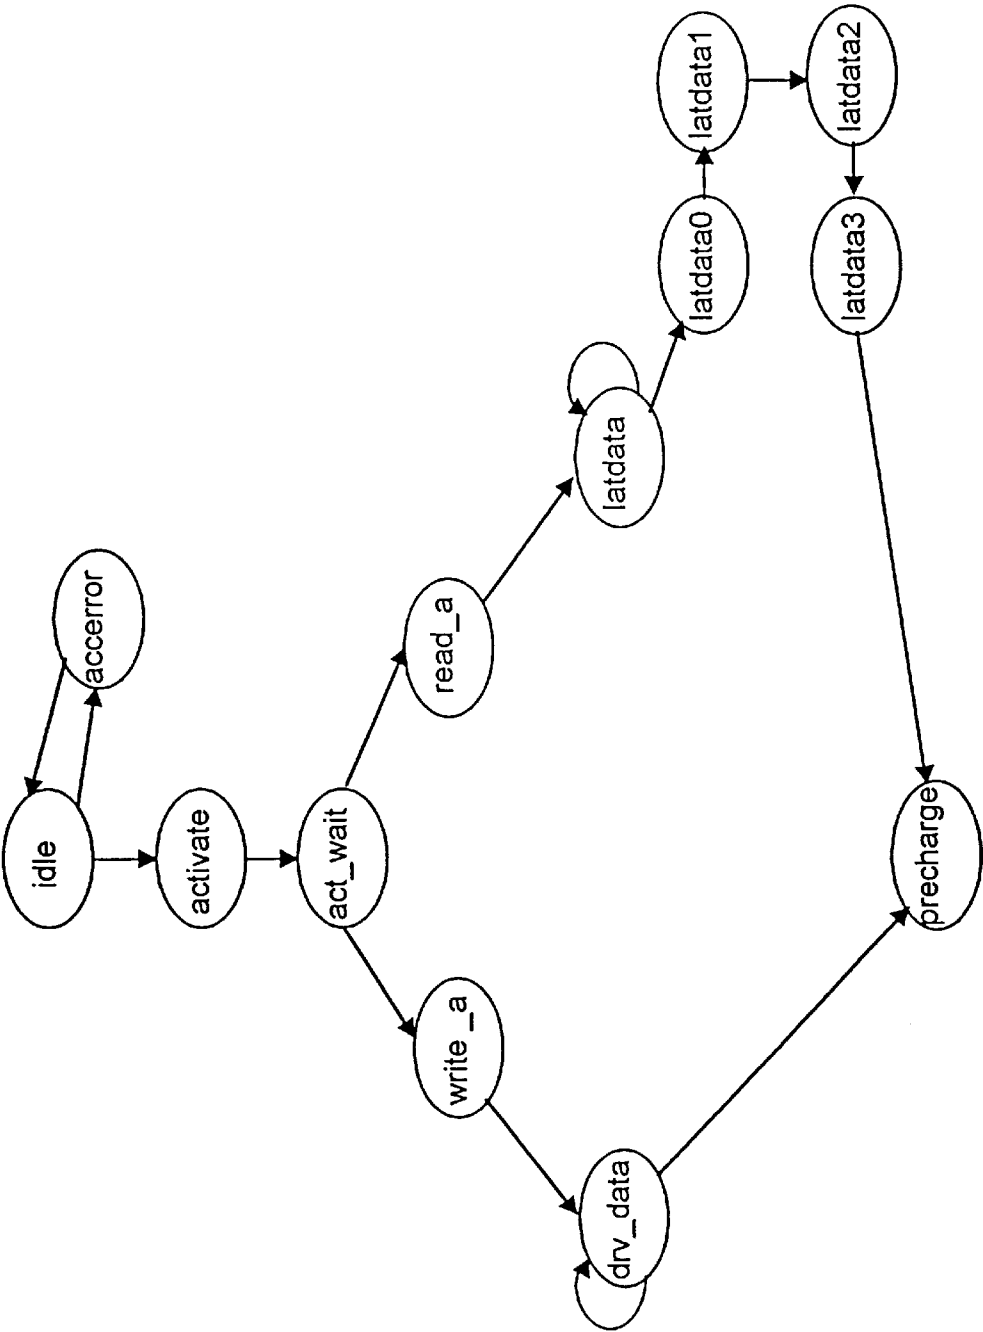 idle
accerror
activate
act_wait
write _a
read_a
drv_data
latdata
latdata0
latdata1
latdata2
latdata3
precharge